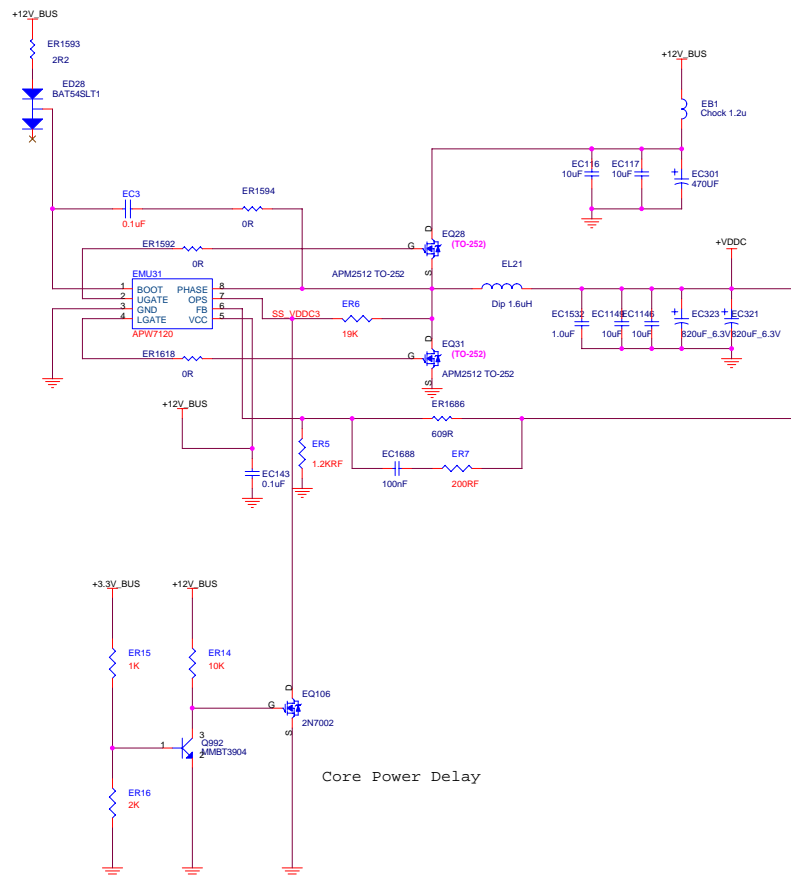 +12V_BUS
ER1593
2R2
ED28
BAT54SLT1
+12V_BUS
EB1
Chock 1.2u
EC116
10uF
EC117
10uF
+
EC301
470UF
EC3
0.1uF
ER1594
0R
D
EQ28
(TO-252)
G
S
ER1592
0R
APM2512 TO-252
+VDDC
EL21
Dip 1.6uH
EMU31
1 BOOT PHASE 8
2 UGATE OPS 7
3 GND FB 6
4 LGATE VCC 5
APW7120
SS_VDDC3
ER6
19K
D
EQ31
(TO-252)
G
S
APM2512 TO-252
EC1532
1.0uF
EC1149
10uF
EC1146
10uF
+
EC323
820uF_6.3V
+
EC321
820uF_6.3V
ER1618
0R
+12V_BUS
ER1686
609R
ER5
1.2KRF
EC1688
100nF
ER7
200RF
EC143
0.1uF
+3.3V_BUS
+12V_BUS
ER15
1K
ER14
10K
D
EQ106
G
2N7002
S
3
Q992
1
MMBT3904
2
ER16
2K
Core Power Delay